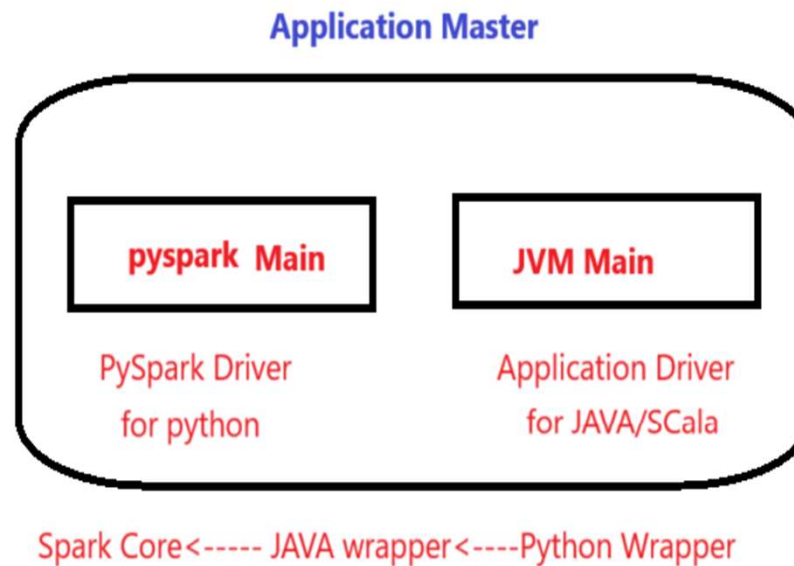 Application Master
pyspark Main
JVM Main
PySpark Driver
for python
Application Driver
for JAVA/SCala
Spark Core<----- JAVA wrapper<----Python Wrapper